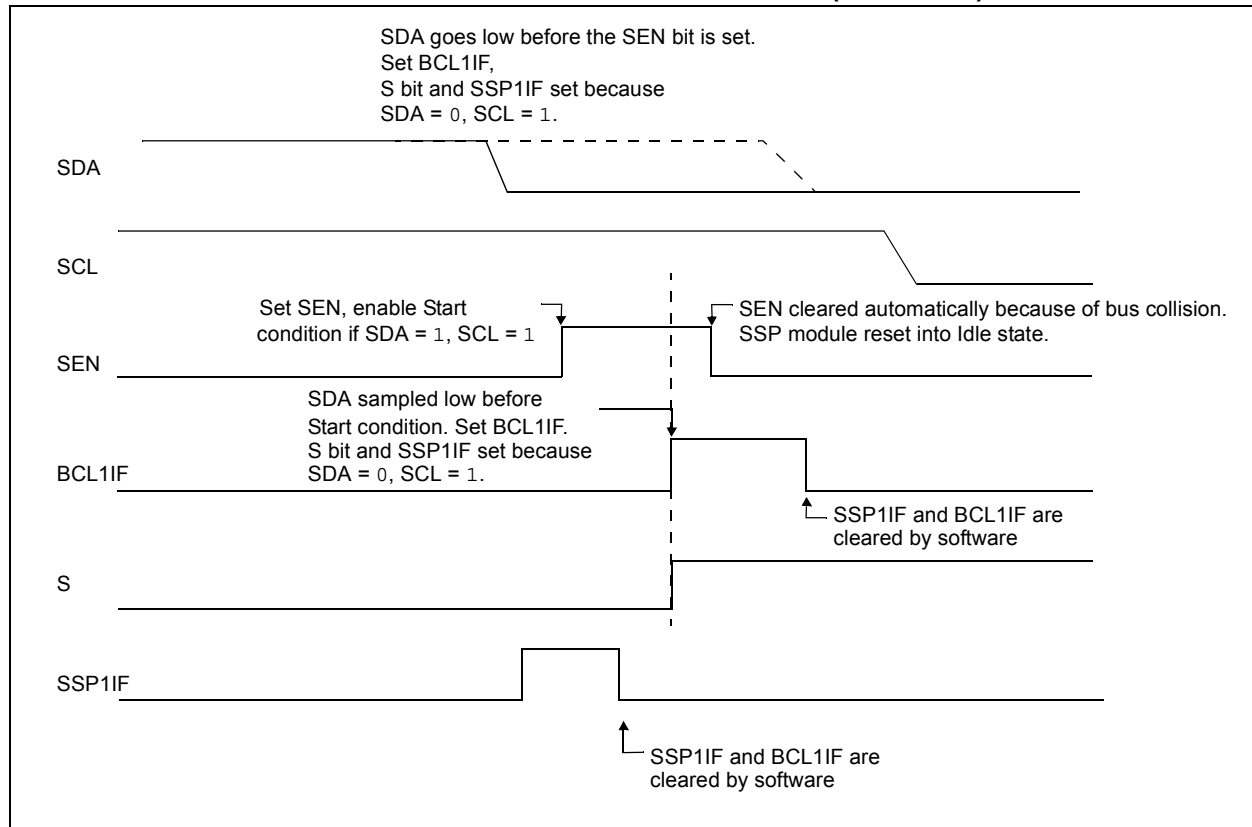 SDA goes low before the SEN bit is set.
Set BCL1IF,
S bit and SSP1IF set because
SDA = 0, SCL = 1.
SDA
SCL
Set SEN, enable Start
condition if SDA = 1, SCL = 1
SEN cleared automatically because of bus collision.
SSP module reset into Idle state.
SEN
SDA sampled low before
Start condition. Set BCL1IF.
S bit and SSP1IF set because
SDA = 0, SCL = 1.
BCL1IF
SSP1IF and BCL1IF are
cleared by software
S
SSP1IF
SSP1IF and BCL1IF are
cleared by software